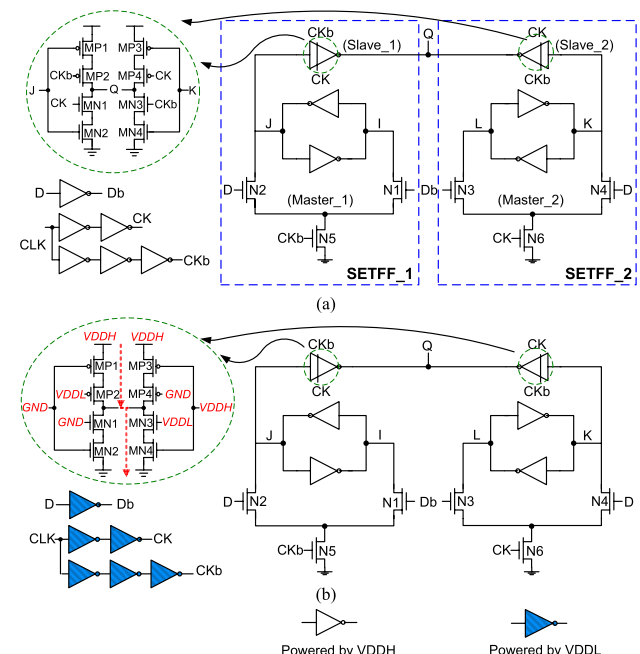 CKb CK
(Slave_1) Q (Slave_2)
CK CKb
MP1 MP3
CKb MP2 MP4 CK
J Q K
CK MN1 MN3 CKb
MN2 MN4
J I L K
D N2 N1 Db N3 N4 D
(Master_1) (Master_2)
CKb N5 CK N6
SETFF_1 SETFF_2
D Db
CK
CLK
CKb
(a)
VDDH VDDH
MP1 MP3
VDDL MP2 MP4 GND
GND VDDH
GND MN1 MN3 VDDL
MN2 MN4
CKb Q CK
CK CKb
J I L K
D N2 N1 Db N3 N4 D
CKb N5 CK N6
D Db
CLK CK
CKb
(b)
Powered by VDDH Powered by VDDL